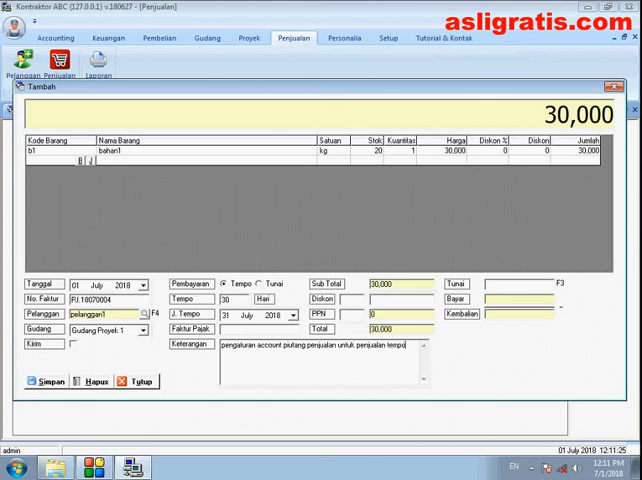 Kontraktor ABC (127.0.0.1) v.180627 - [Penjualan]
asligratis.com
Accounting Keuangan Pembelian Gudang Proyek Penjualan Personalia Setup Tutorial & Kontak
Pelanggan Penjualan Laporan
Tambah
30,000
Kode Barang Nama Barang Satuan Stok Kuantitas Harga Diskon % Diskon Jumlah
b1 bahan1 kg 20 1 30,000 0 0 30,000
B J
Tanggal 01 July 2018 Pembayaran Tempo Tunai Sub Total 30,000 Tunai F3
No. Faktur PJ.18070004 Tempo 30 Hari Diskon Bayar
Pelanggan pelanggan1 F4 J. Tempo 31 July 2018 PPN 0 Kembalian
Gudang Gudang Proyek 1 Faktur Pajak Total 30,000
Kirim Keterangan pengaturan account piutang penjualan untuk penjualan tempo
Simpan Hapus Tutup
admin 01 July 2018 12:11:25
EN 12:11 PM
7/1/2018